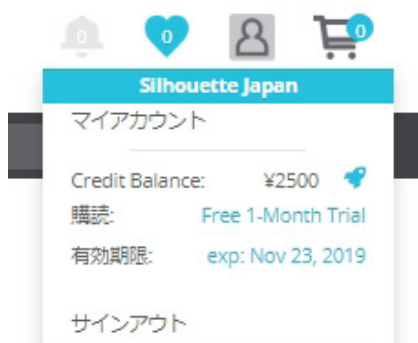 0 0 0
Silhouette Japan
マイアカウント
Credit Balance: ¥2500
購読: Free 1-Month Trial
有効期限: exp: Nov 23, 2019
サインアウト